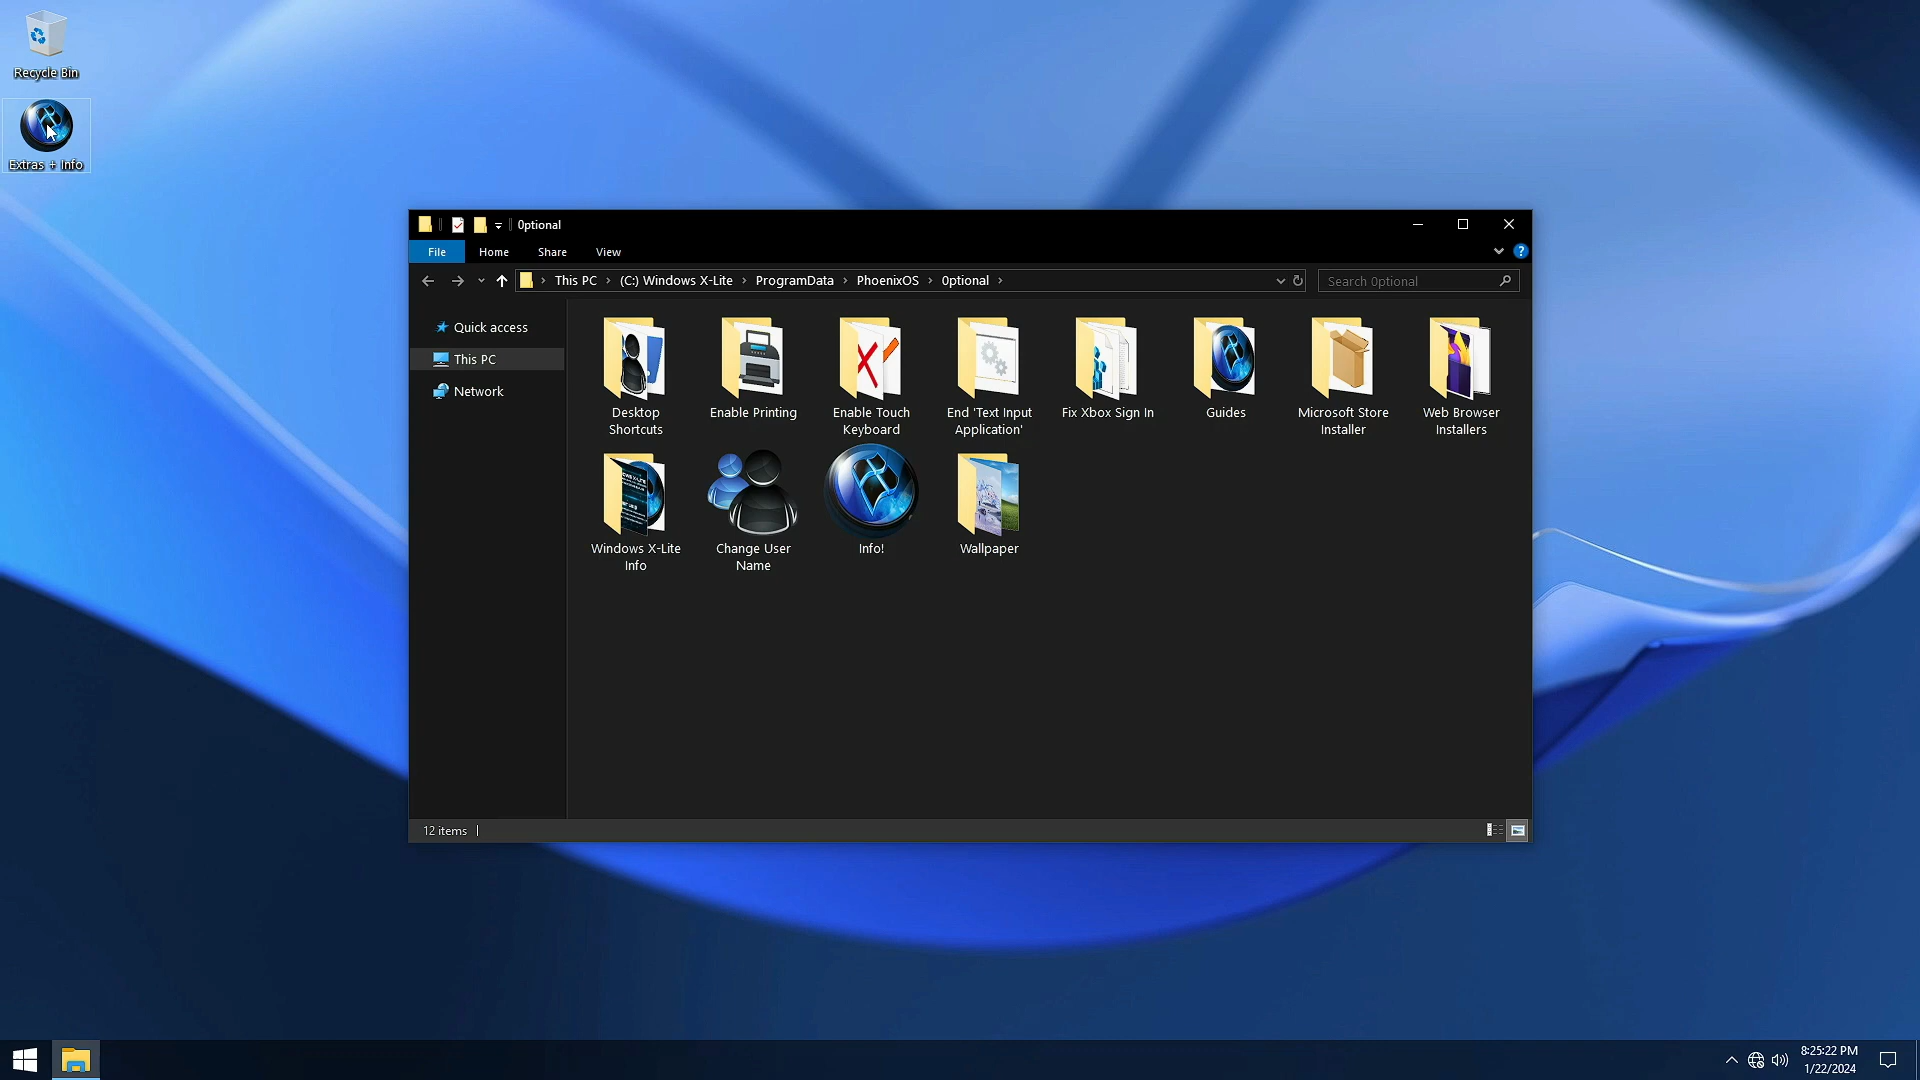 Recycle Bin
Extras + Info
0ptional
File
Home
Share
View
This PC
(C:) Windows X-Lite
ProgramData
PhoenixOS
0ptional
Search 0ptional
Quick access
This PC
Network
Desktop
Shortcuts
Enable Printing
Enable Touch
Keyboard
End 'Text Input
Application'
Fix Xbox Sign In
Guides
Microsoft Store
Installer
Web Browser
Installers
Windows X-Lite
Info
Change User
Name
Info!
Wallpaper
12 items
8:25:22 PM
1/22/2024